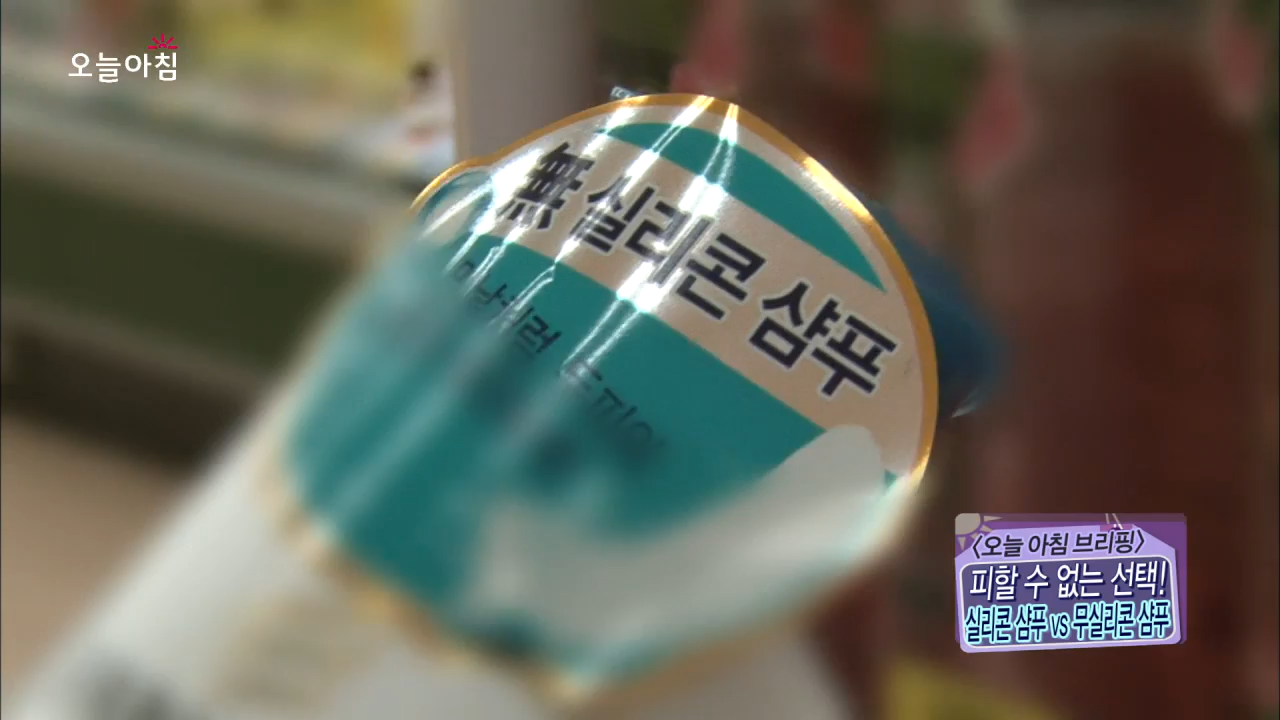 오늘아침
無 실리콘 샴푸
<오늘 아침 브리핑>
피할 수 없는 선택!
실리콘 샴푸 vs 무실리콘 샴푸